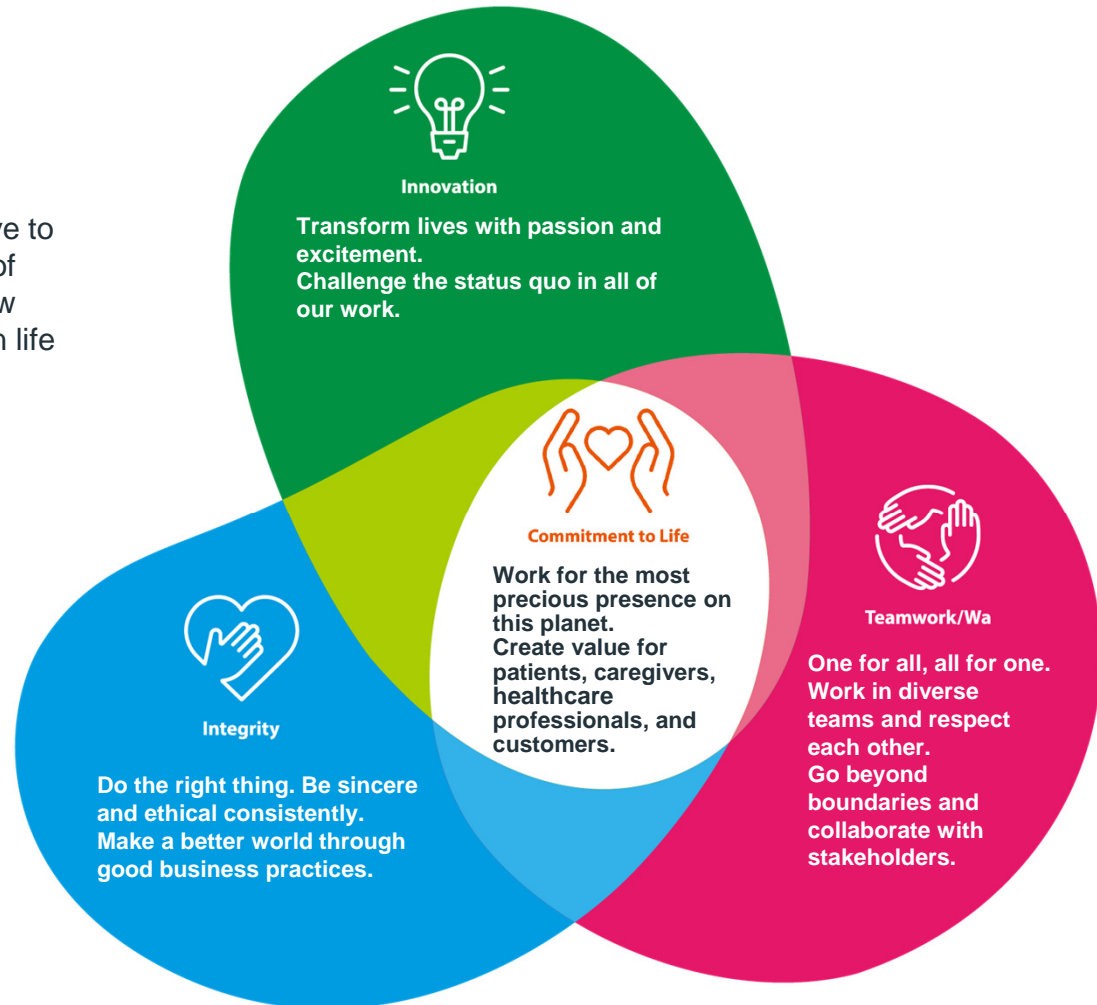 Innovation
Transform lives with passion and
excitement.
Challenge the status quo in all of
our work.
life
Commitment to Life
Work for the most
precious presence on
this planet.
Create value for
patients, caregivers,
healthcare
professionals, and
customers.
Teamwork/Wa
One for all, all for one.
Work in diverse
teams and respect
each other.
Go beyond
boundaries and
collaborate with
stakeholders.
Integrity
Do the right thing. Be sincere
and ethical consistently.
Make a better world through
good business practices.